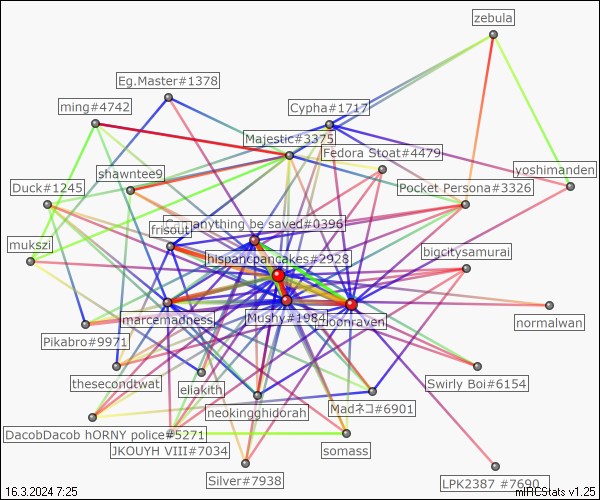 zebula
Eg.Master#1378
ming#4742
Cypha#1717
Majestic#3375
Fedora Stoat#4479
shawntee9
yoshimanden
Duck#1245
Pocket Persona#3326
anything be saved#0396
frisout
mukszi
bigcitysamurai
hispanicpancakes#2928
marcemadness
Mushy#1984
moonraven
normalwan
Pikabro#9971
thesecondtwat
eliakith
Swirly Boi#6154
neokingghidorah
Madネコ#6901
DacobDacob hORNY police#5271
JKOUYH VIII#7034
somass
Silver#7938
LPK2387 #7690
16.3.2024 7:25
mIRCStats v1.25